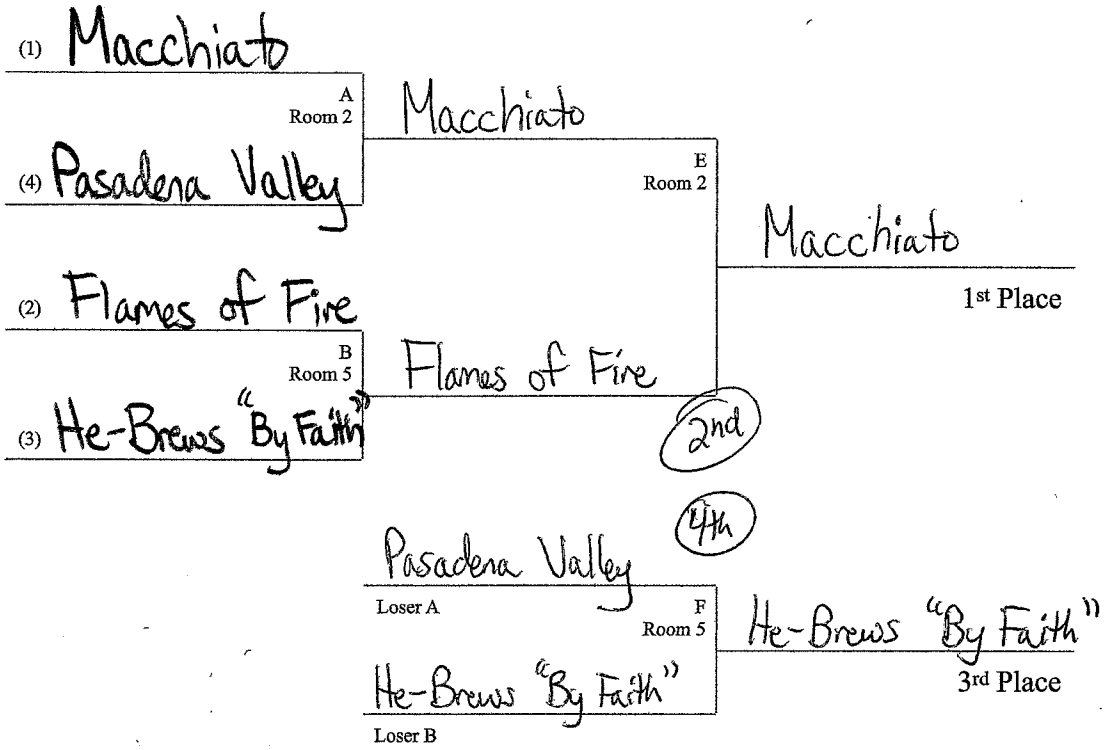 (1) Macchiato
A
Room 2
Macchiato
(4) Pasadena Valley
E
Room 2
Macchiato
1st Place
(2) Flames of Fire
B
Room 5
Flames of Fire
(3) He-Brews "By Faith"
2nd
4th
Pasadena Valley
Loser A
F
Room 5
He-Brews "By Faith"
3rd Place
He-Brews "By Faith"
Loser B